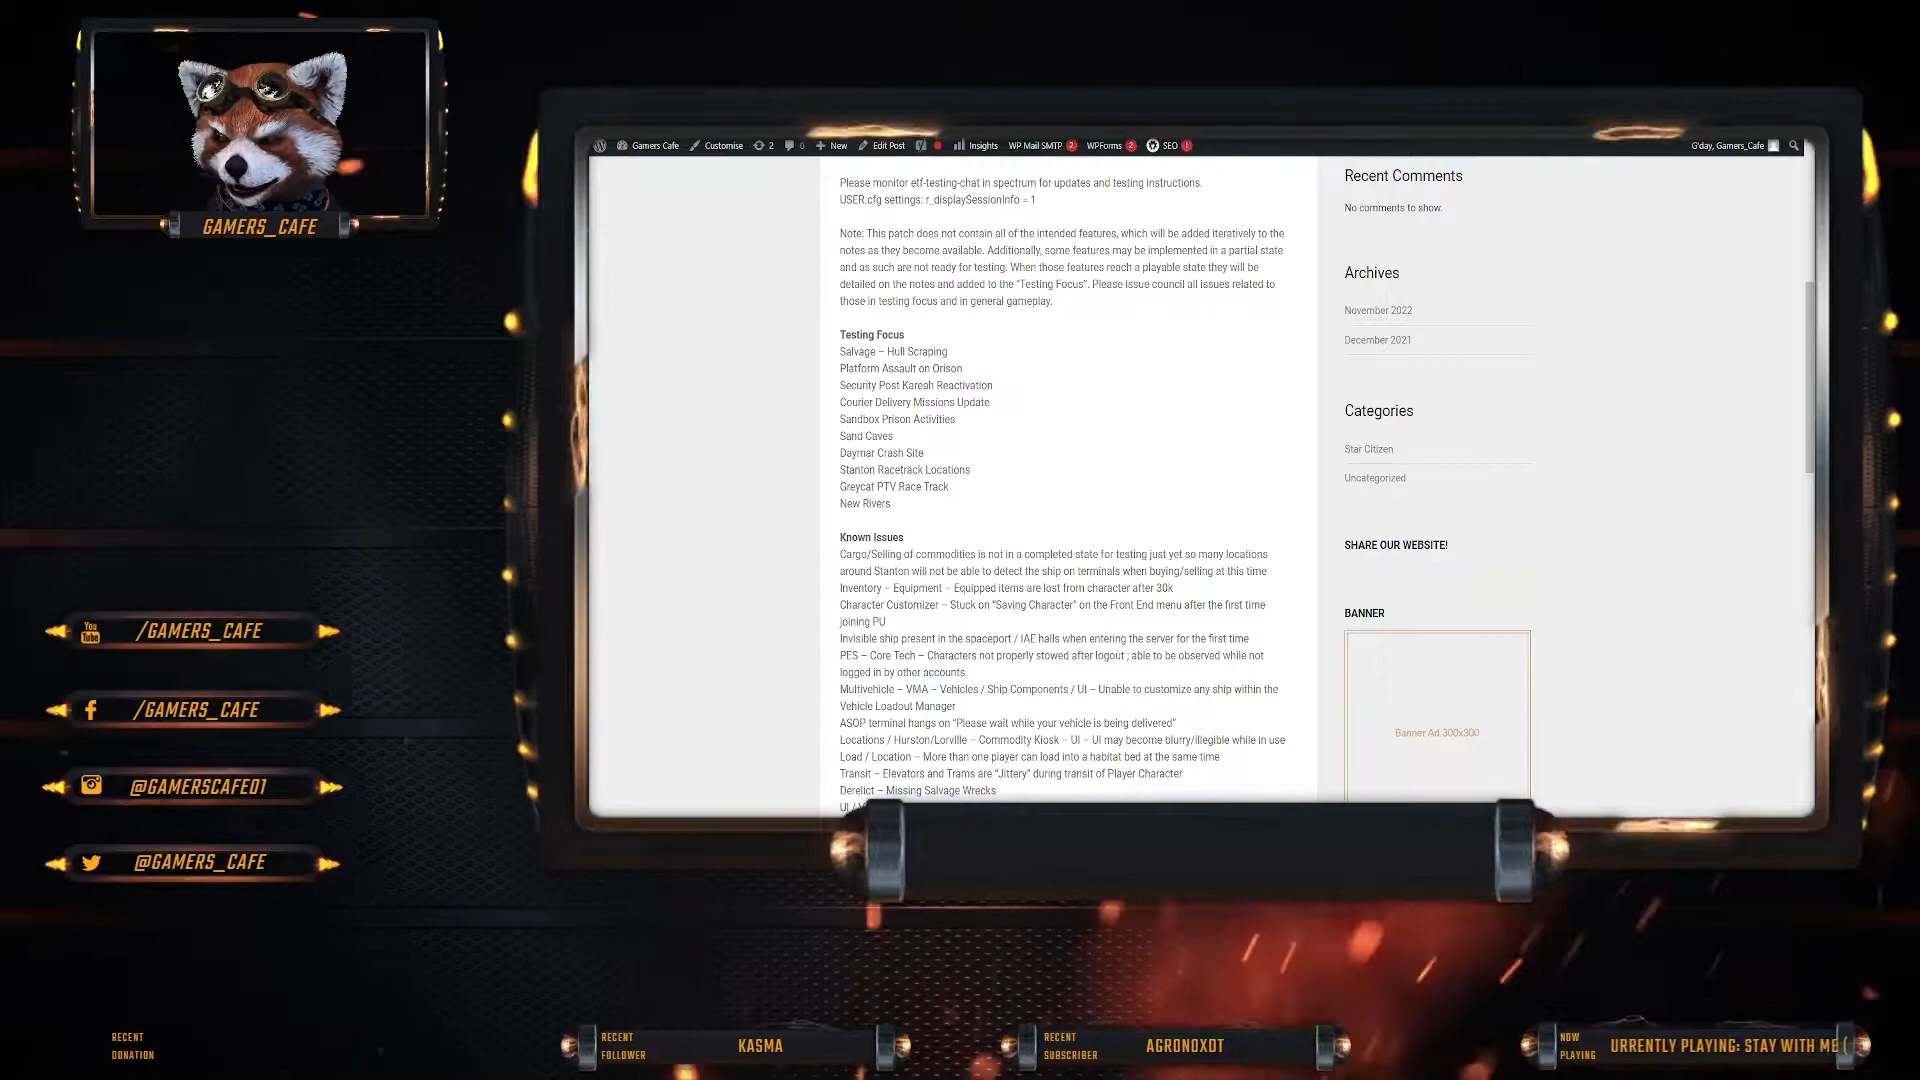 GAMERS_CAFE
Gamers Cafe Customise 2 0 New Edit Post Insights WP Mail SMTP 2 WPForms 2 SEO ! G'day, Gamers_Cafe
Please monitor etf-testing-chat in spectrum for updates and testing instructions.
USER.cfg settings: r_displaySessionInfo = 1
Note: This patch does not contain all of the intended features, which will be added iteratively to the
notes as they become available. Additionally, some features may be implemented in a partial state
and as such are not ready for testing. When those features reach a playable state they will be
detailed on the notes and added to the “Testing Focus”. Please issue council all issues related to
those in testing focus and in general gameplay.
Testing Focus
Salvage – Hull Scraping
Platform Assault on Orison
Security Post Kareah Reactivation
Courier Delivery Missions Update
Sandbox Prison Activities
Sand Caves
Daymar Crash Site
Stanton Racetrack Locations
Greycat PTV Race Track
New Rivers
Known Issues
Cargo/Selling of commodities is not in a completed state for testing just yet so many locations
around Stanton will not be able to detect the ship on terminals when buying/selling at this time
Inventory – Equipment – Equipped items are lost from character after 30k
Character Customizer – Stuck on “Saving Character” on the Front End menu after the first time
joining PU
Invisible ship present in the spaceport / IAE halls when entering the server for the first time
PES – Core Tech – Characters not properly stowed after logout ; able to be observed while not
logged in by other accounts
Multivehicle – VMA – Vehicles / Ship Components / UI – Unable to customize any ship within the
Vehicle Loadout Manager
ASOP terminal hangs on “Please wait while your vehicle is being delivered”
Locations / Hurston/Lorville – Commodity Kiosk – UI – UI may become blurry/illegible while in use
Load / Location – More than one player can load into a habitat bed at the same time
Transit – Elevators and Trams are “Jittery” during transit of Player Character
Derelict – Missing Salvage Wrecks
UI /
Recent Comments
No comments to show.
Archives
November 2022
December 2021
Categories
Star Citizen
Uncategorized
SHARE OUR WEBSITE!
BANNER
Banner Ad 300x300
You Tube /GAMERS_CAFE
/GAMERS_CAFE
@GAMERSCAFE01
@GAMERS_CAFE
RECENT
DONATION
RECENT
FOLLOWER
KASMA
RECENT
SUBSCRIBER
AGRONOXOT
NOW
PLAYING
URRENTLY PLAYING: STAY WITH ME (